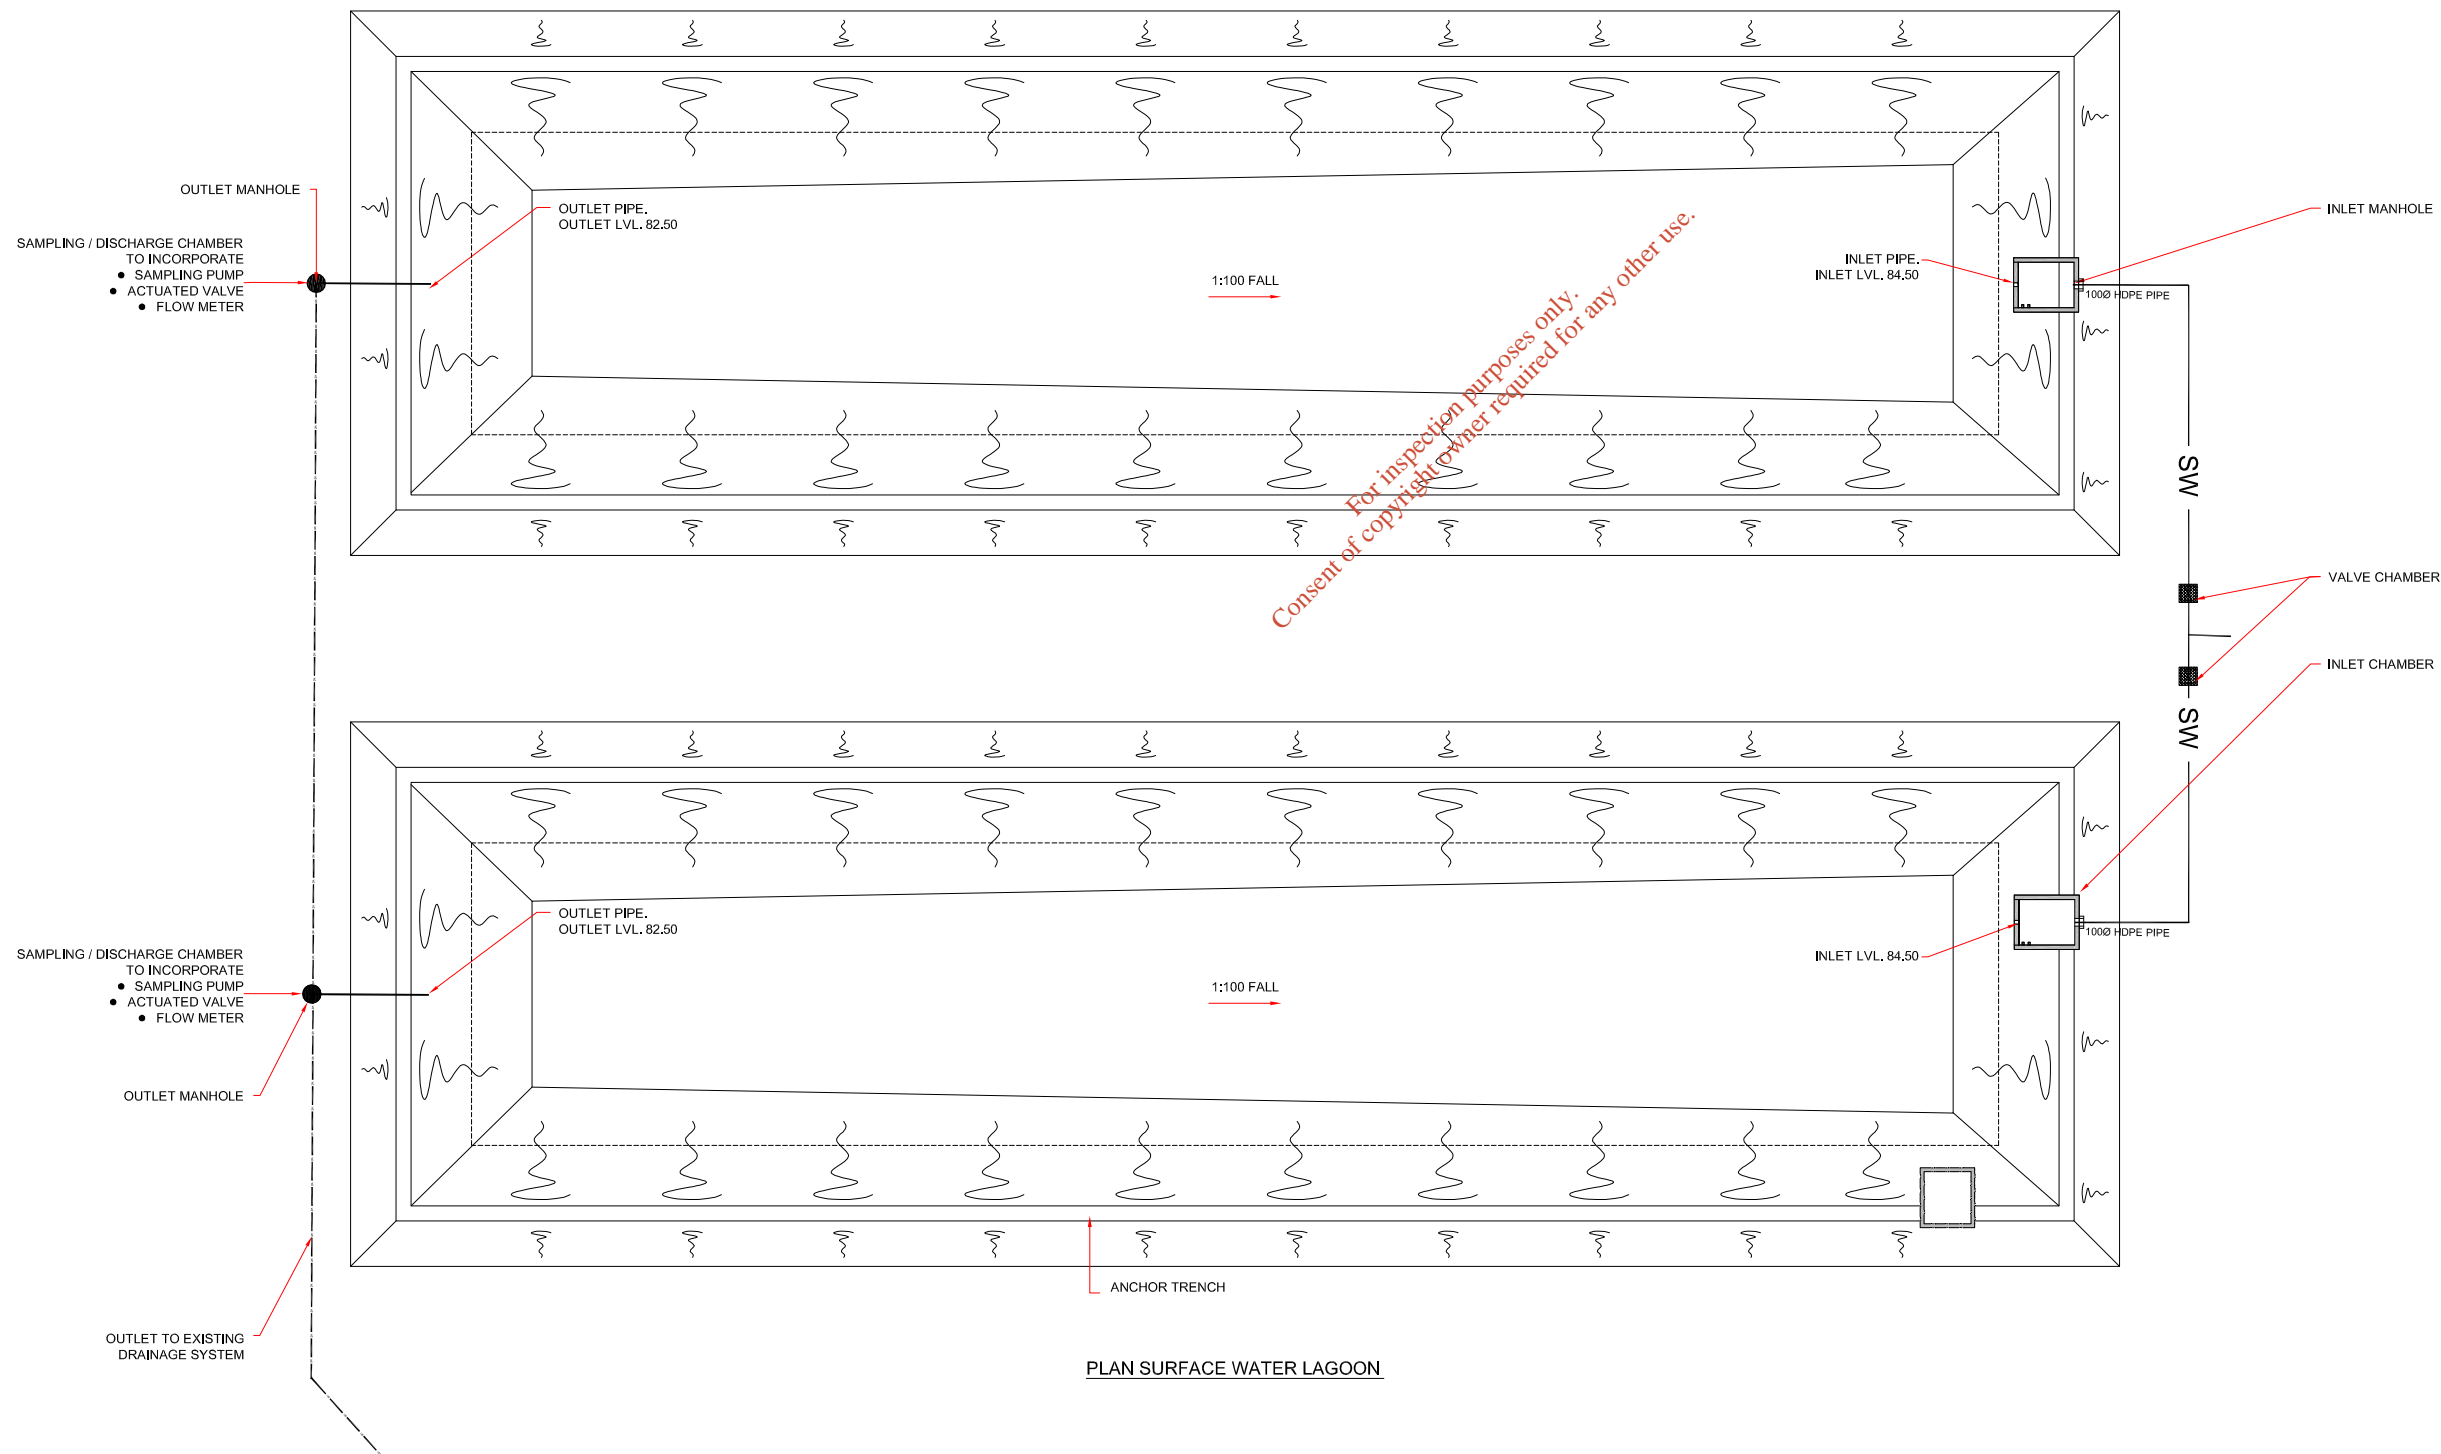 OUTLET MANHOLE
SAMPLING / DISCHARGE CHAMBER
TO INCORPORATE
● SAMPLING PUMP
● ACTUATED VALVE
● FLOW METER
OUTLET PIPE.
OUTLET LVL. 82.50
1:100 FALL
INLET PIPE.
INLET LVL. 84.50
INLET MANHOLE
100Ø HDPE PIPE
SW
For inspection purposes only.
Consent of copyright owner required for any other use.
VALVE CHAMBER
INLET CHAMBER
SW
OUTLET PIPE.
OUTLET LVL. 82.50
SAMPLING / DISCHARGE CHAMBER
TO INCORPORATE
● SAMPLING PUMP
● ACTUATED VALVE
● FLOW METER
1:100 FALL
INLET LVL. 84.50
100Ø HDPE PIPE
OUTLET MANHOLE
ANCHOR TRENCH
OUTLET TO EXISTING
DRAINAGE SYSTEM
PLAN SURFACE WATER LAGOON